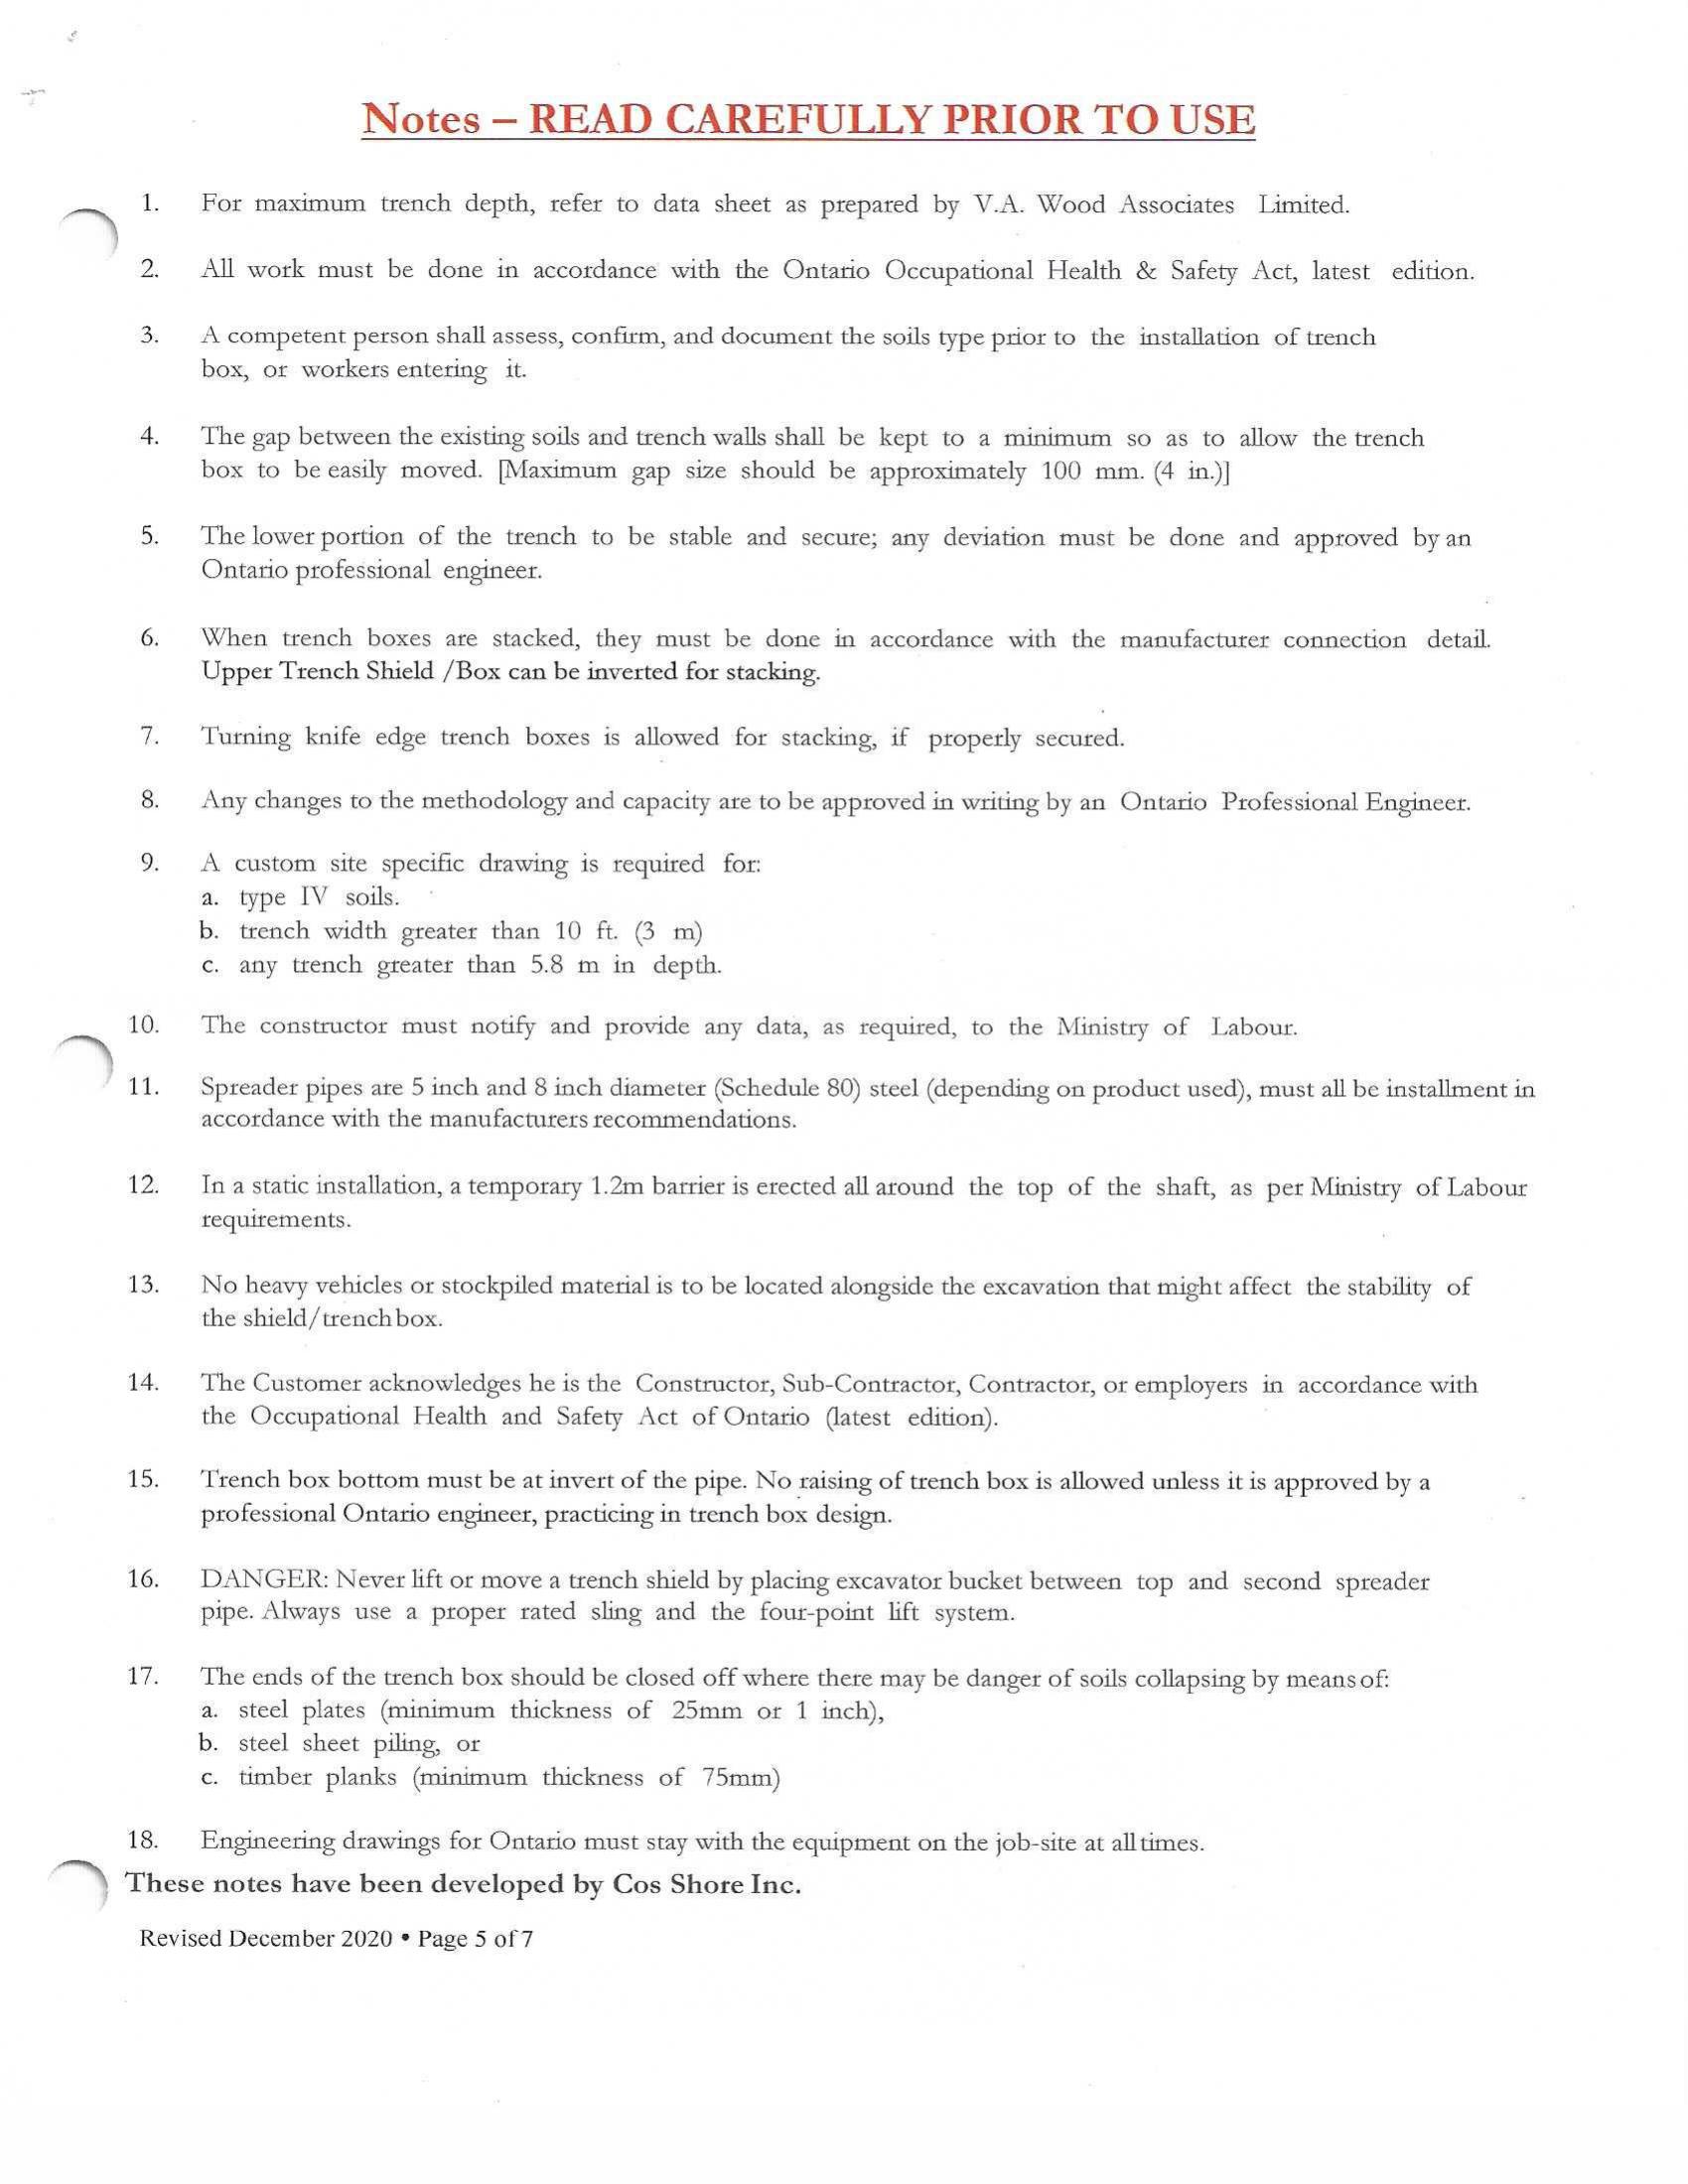 Notes – READ CAREFULLY PRIOR TO USE
1. For maximum trench depth, refer to data sheet as prepared by V.A. Wood Associates Limited.
2. All work must be done in accordance with the Ontario Occupational Health & Safety Act, latest edition.
3. A competent person shall assess, confirm, and document the soils type prior to the installation of trench
box, or workers entering it.
4. The gap between the existing soils and trench walls shall be kept to a minimum so as to allow the trench
box to be easily moved. [Maximum gap size should be approximately 100 mm. (4 in.)]
5. The lower portion of the trench to be stable and secure; any deviation must be done and approved by an
Ontario professional engineer.
6. When trench boxes are stacked, they must be done in accordance with the manufacturer connection detail.
Upper Trench Shield /Box can be inverted for stacking.
7. Turning knife edge trench boxes is allowed for stacking, if properly secured.
8. Any changes to the methodology and capacity are to be approved in writing by an Ontario Professional Engineer.
9. A custom site specific drawing is required for:
a. type IV soils.
b. trench width greater than 10 ft. (3 m)
c. any trench greater than 5.8 m in depth.
10. The constructor must notify and provide any data, as required, to the Ministry of Labour.
11. Spreader pipes are 5 inch and 8 inch diameter (Schedule 80) steel (depending on product used), must all be installment in
accordance with the manufacturers recommendations.
12. In a static installation, a temporary 1.2m barrier is erected all around the top of the shaft, as per Ministry of Labour
requirements.
13. No heavy vehicles or stockpiled material is to be located alongside the excavation that might affect the stability of
the shield/trench box.
14. The Customer acknowledges he is the Constructor, Sub-Contractor, Contractor, or employers in accordance with
the Occupational Health and Safety Act of Ontario (latest edition).
15. Trench box bottom must be at invert of the pipe. No raising of trench box is allowed unless it is approved by a
professional Ontario engineer, practicing in trench box design.
16. DANGER: Never lift or move a trench shield by placing excavator bucket between top and second spreader
pipe. Always use a proper rated sling and the four-point lift system.
17. The ends of the trench box should be closed off where there may be danger of soils collapsing by means of:
a. steel plates (minimum thickness of 25mm or 1 inch),
b. steel sheet piling, or
c. timber planks (minimum thickness of 75mm)
18. Engineering drawings for Ontario must stay with the equipment on the job-site at all times.
These notes have been developed by Cos Shore Inc.
Revised December 2020 • Page 5 of 7